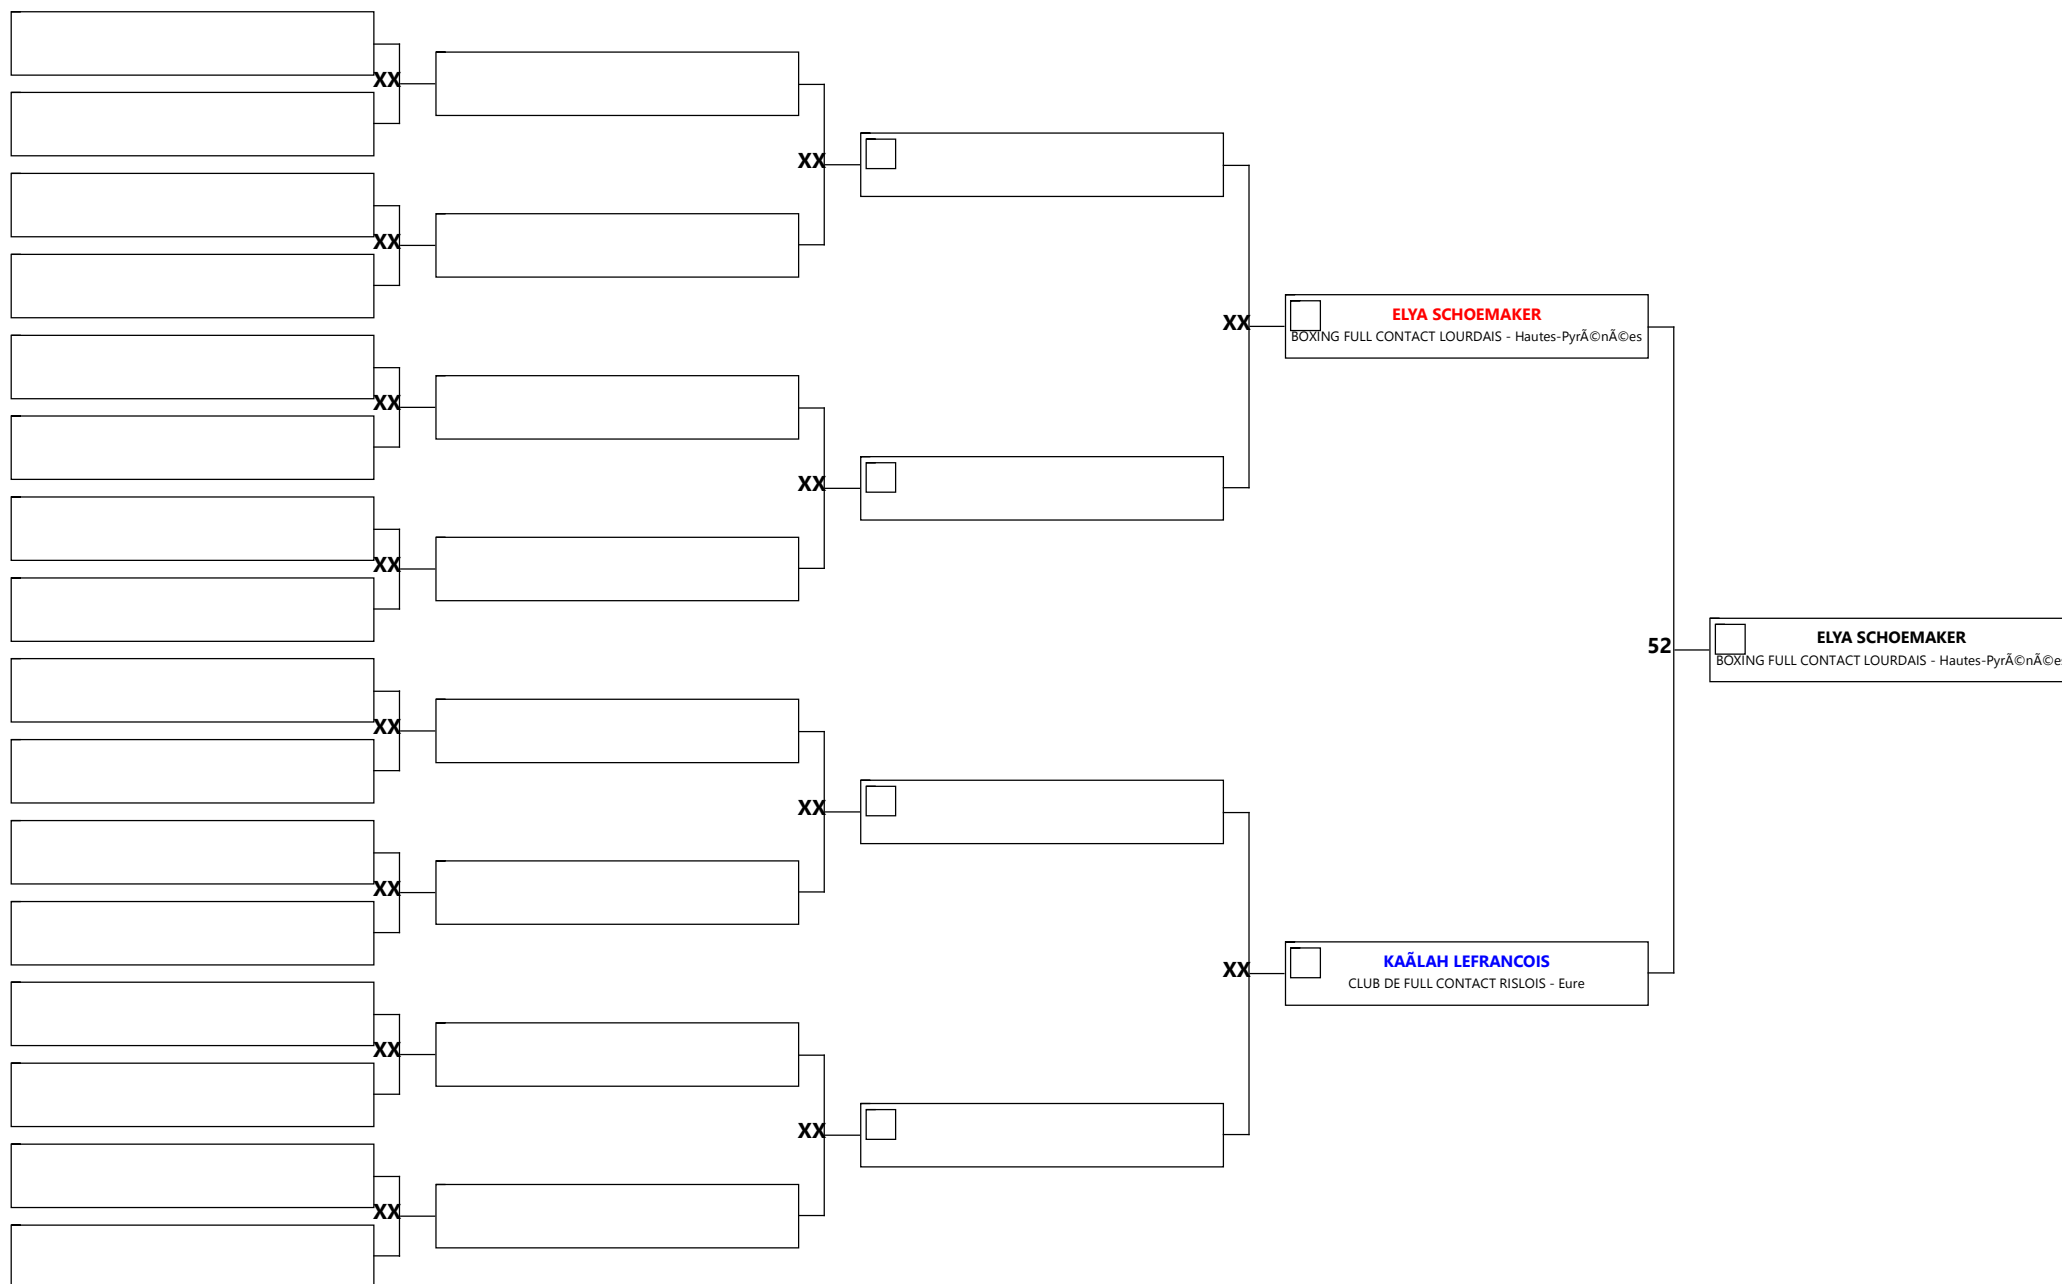 XX
XX
XX
XX
XX
XX
XX
XX
XX
XX
XX
XX
XX
ELYA SCHOEMAKER
BOXING FULL CONTACT LOURDAIS - Hautes-PyrÃ©nÃ©es
52
ELYA SCHOEMAKER
BOXING FULL CONTACT LOURDAIS - Hautes-PyrÃ©nÃ©es
XX
KAÃLAH LEFRANCOIS
CLUB DE FULL CONTACT RISLOIS - Eure